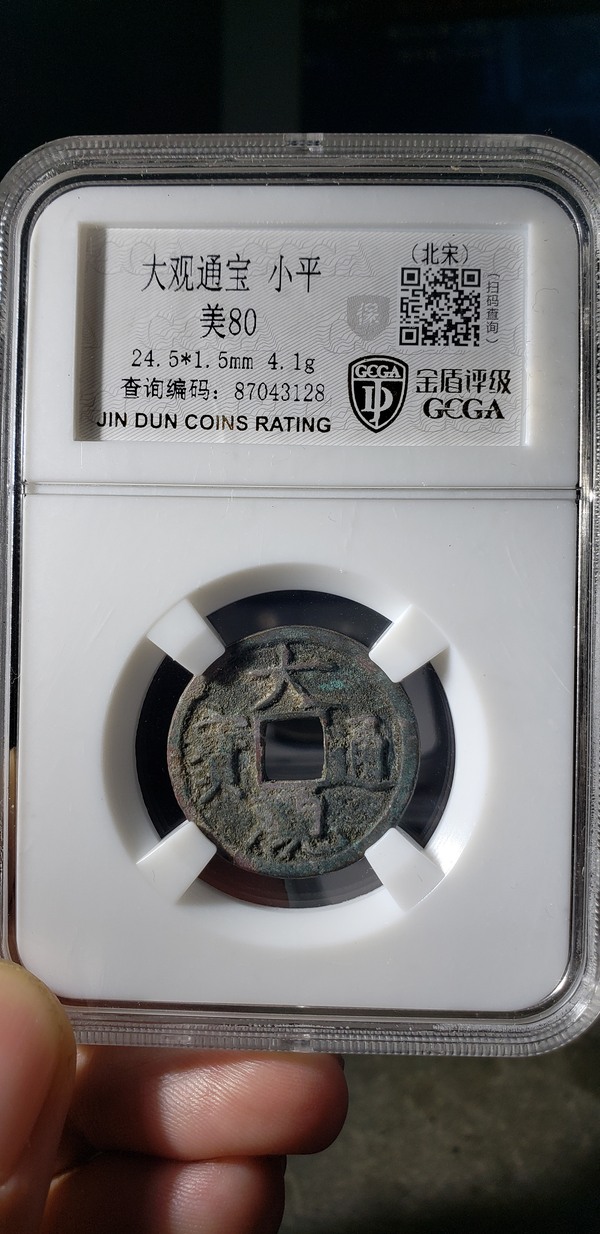 大观通宝 小平
美80
24.5*1.5mm 4.1g
查询编码：87043128
JIN DUN COINS RATING
保
（北宋）
（扫码查询）
GCGA
金盾评级
GCGA
大
通